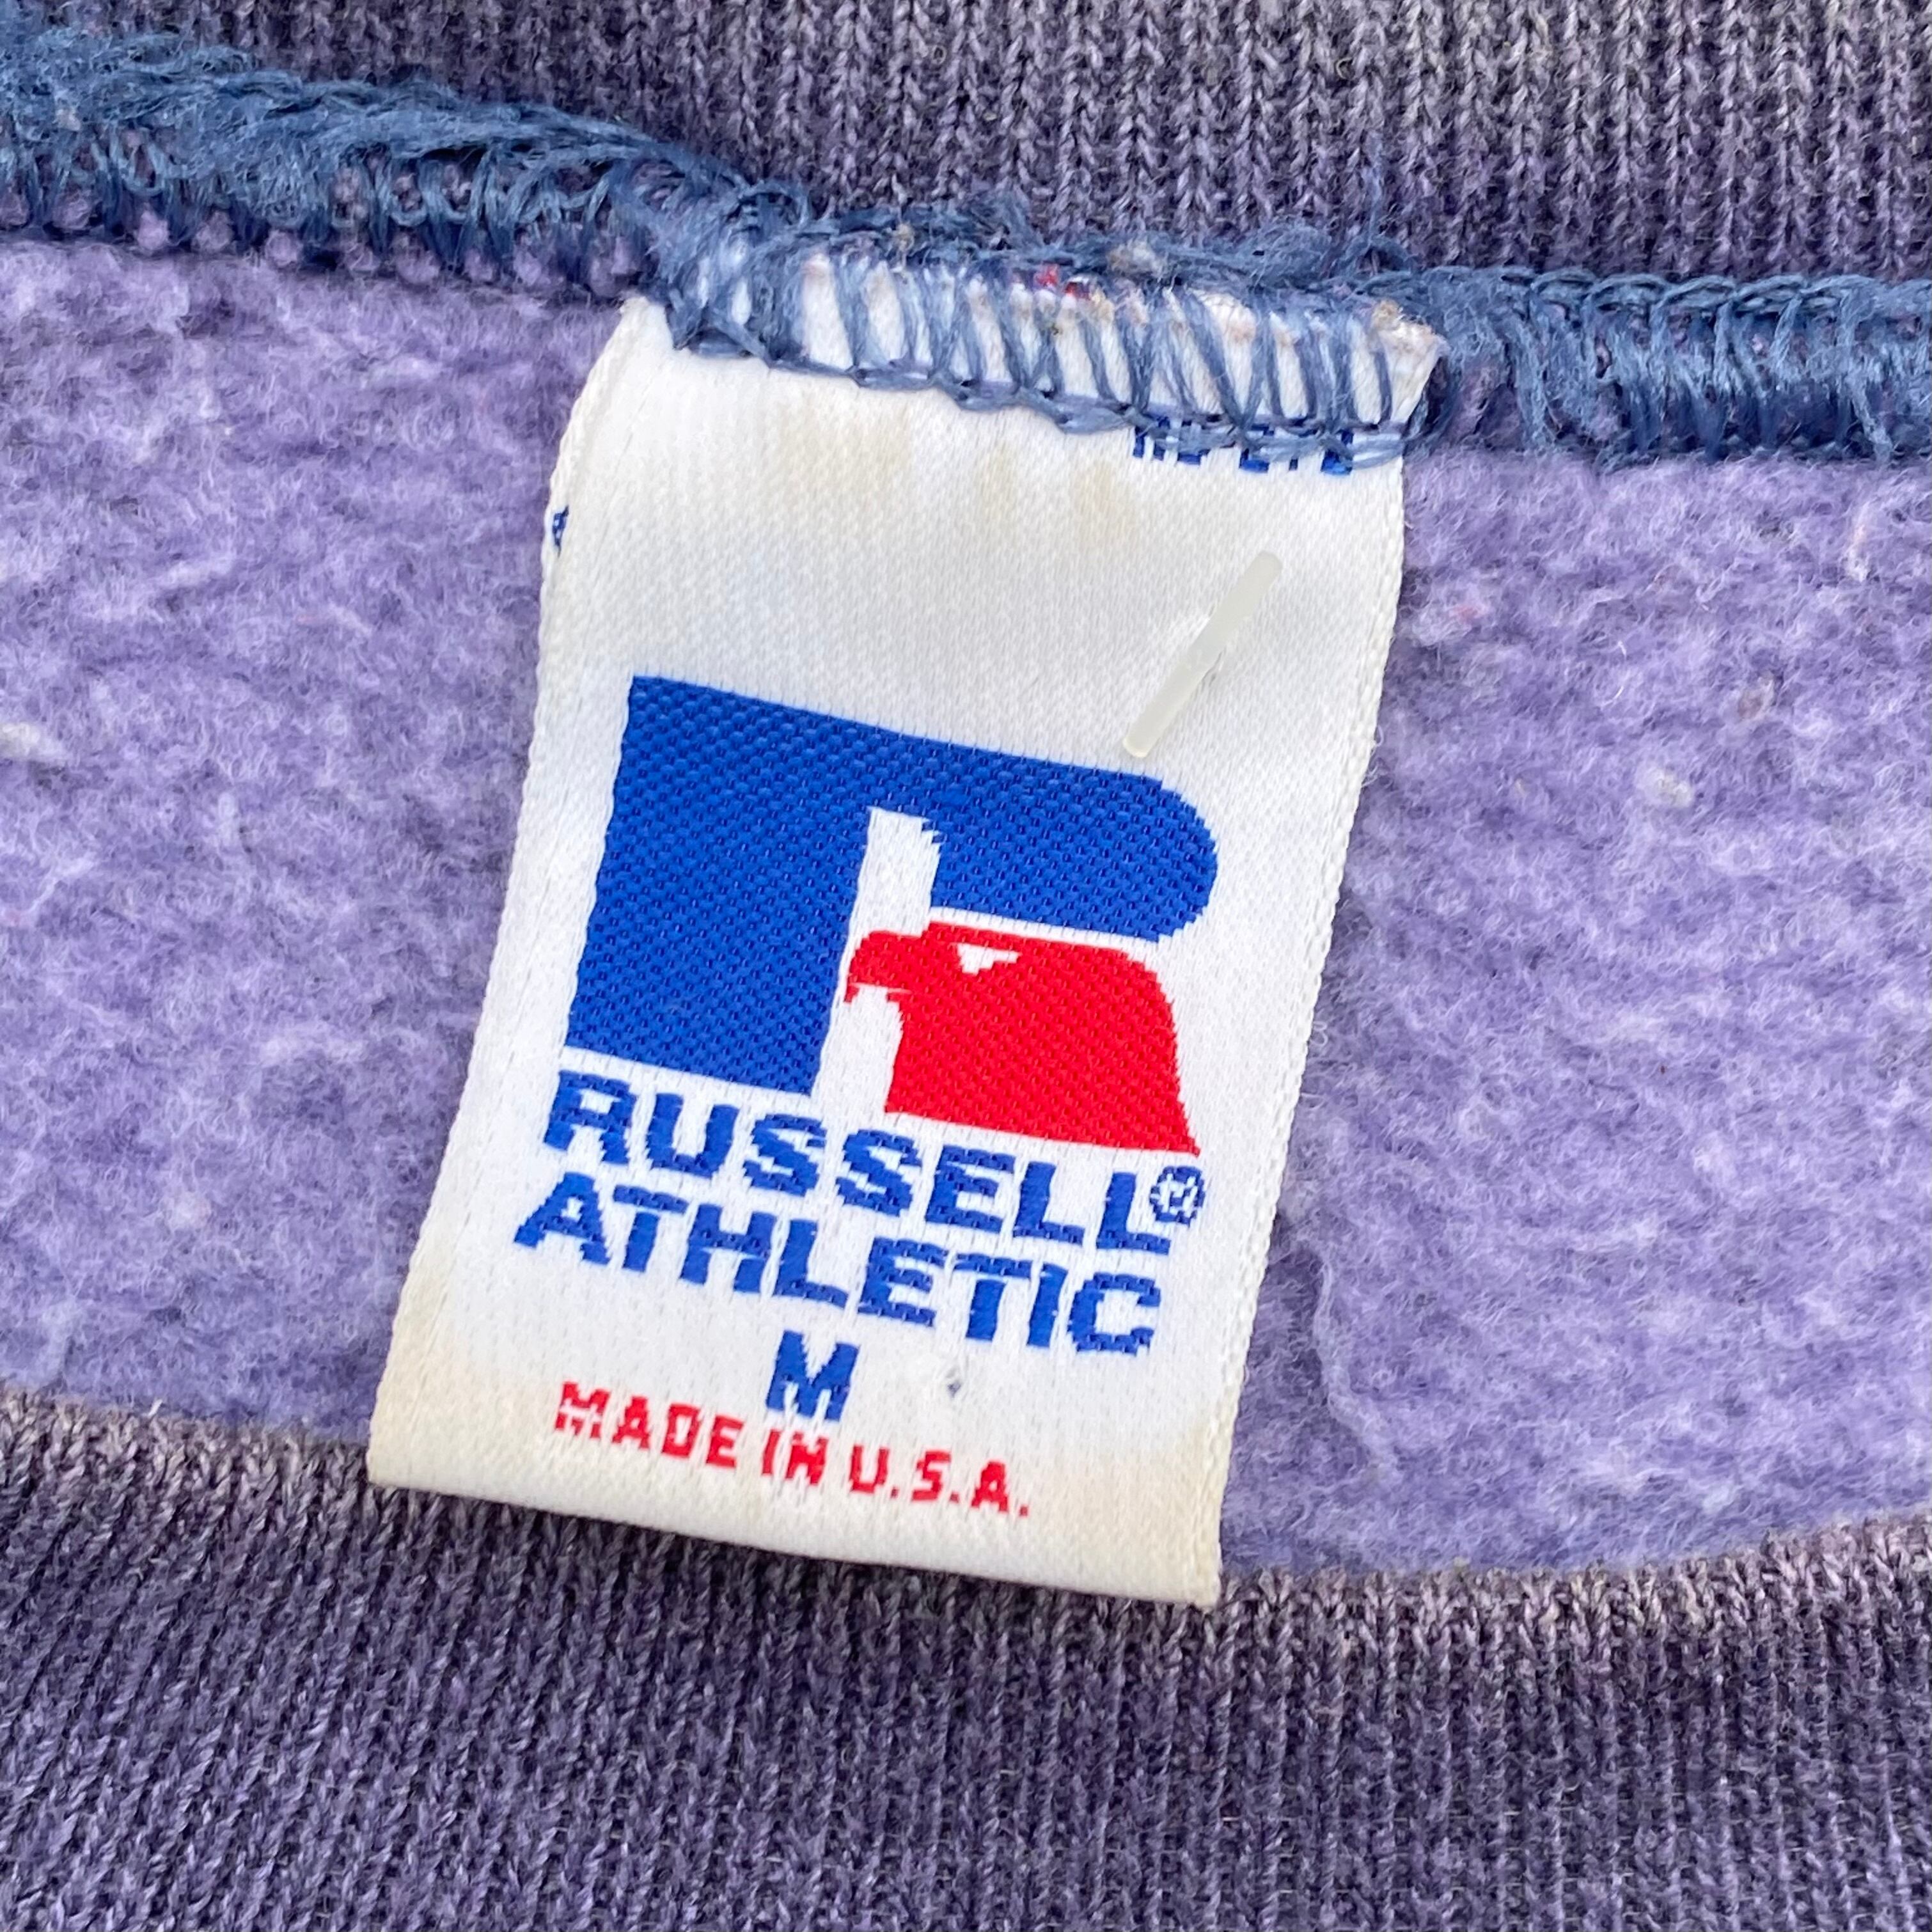 RUSSELL®
ATHLETIC
M
MADE IN U.S.A.